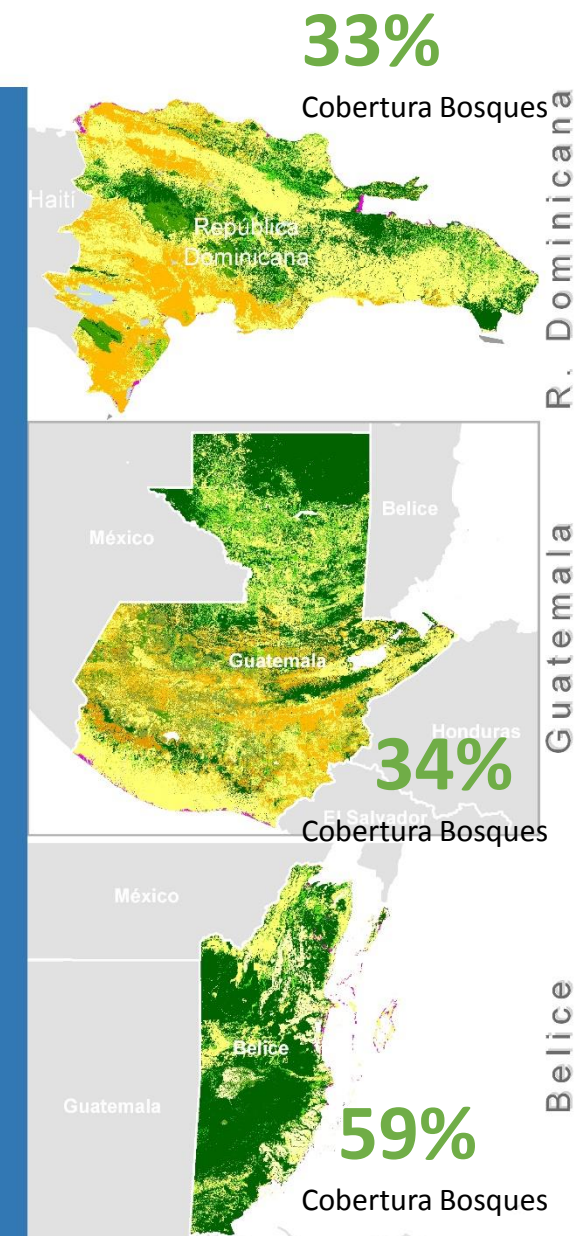 33%
Cobertura Bosques
R. Dominicana
Haití
República
Dominicana
México
Belice
Guatemala
Guatemala
Honduras
34%
El Salvador
Cobertura Bosques
México
Belice
Belice
Guatemala
59%
Cobertura Bosques